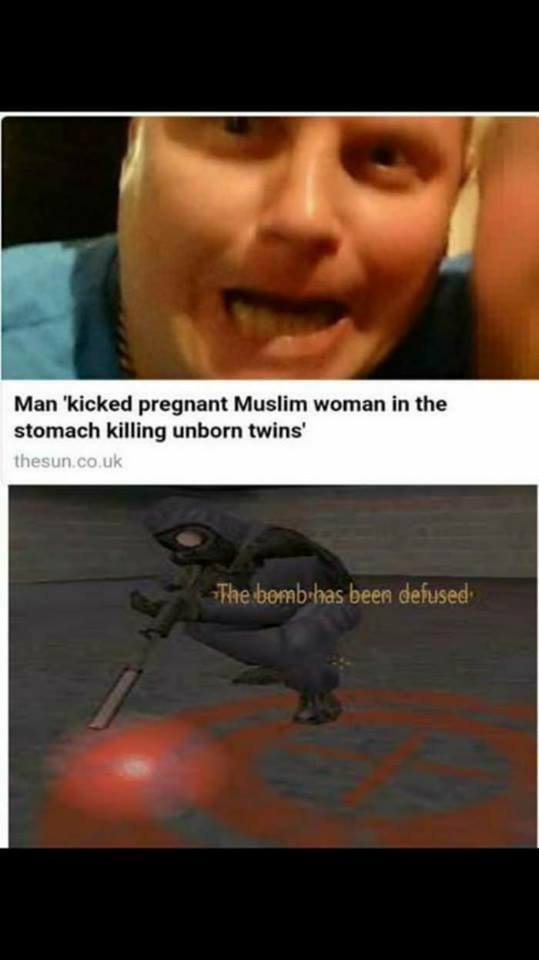 Man 'kicked pregnant Muslim woman in the
stomach killing unborn twins'
thesun.co.uk
The bomb has been defused